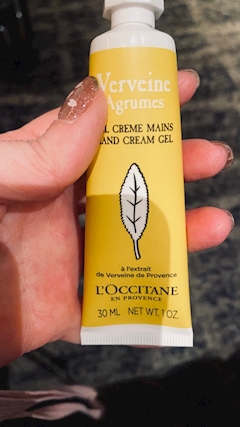 Verveine
Agrumes
CREME MAINS
HAND CREAM GEL
à l'extrait
de Verveine de Provence
L'OCCITANE
EN PROVENCE
30 ML NET WT. 1 OZ.